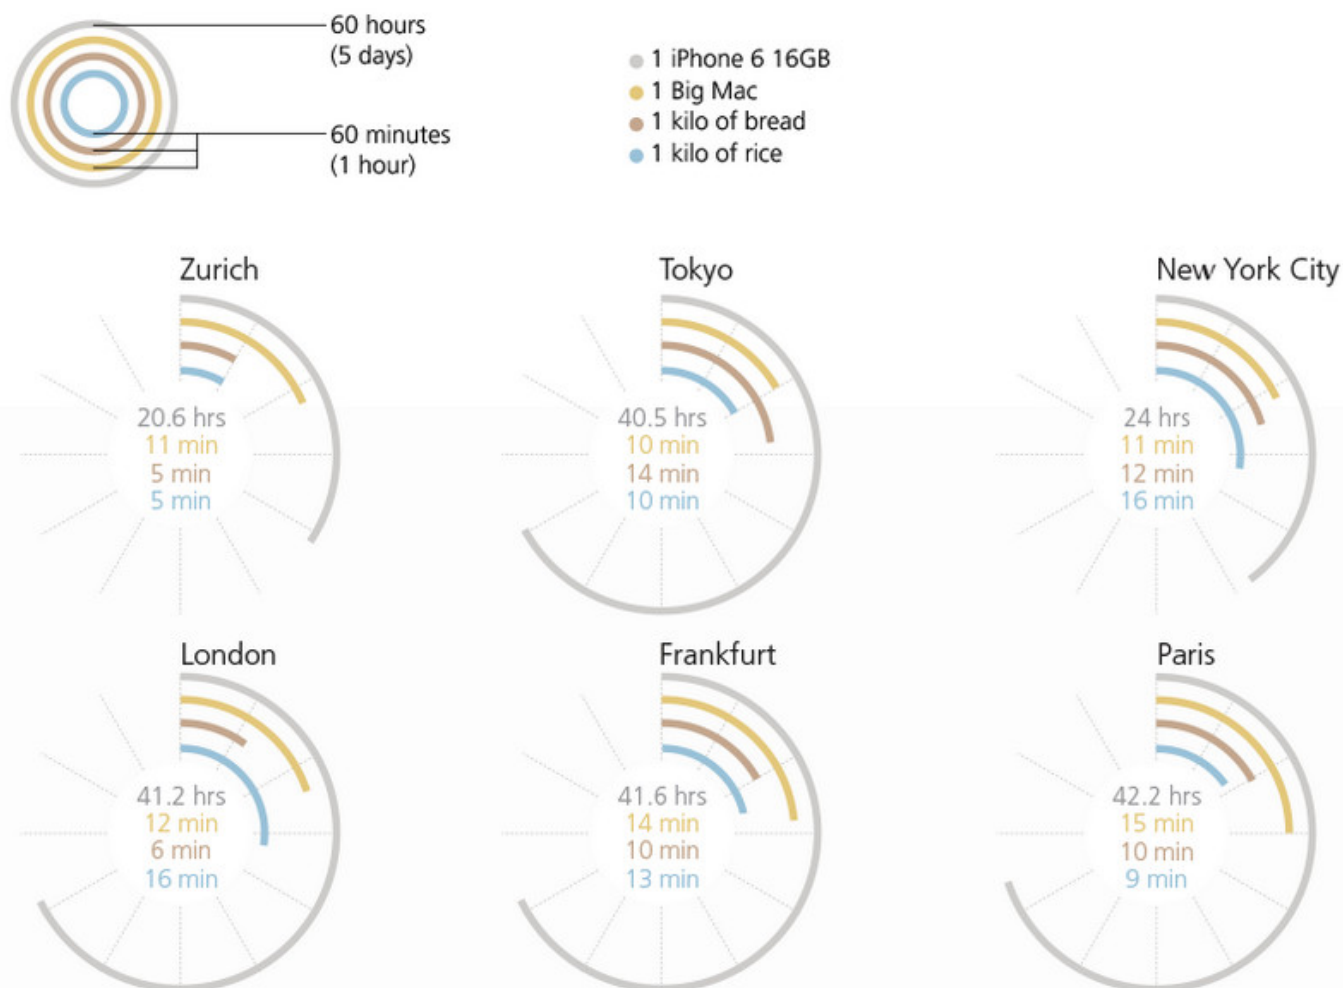 60 hours
(5 days)
60 minutes
(1 hour)
1 iPhone 6 16GB
1 Big Mac
1 kilo of bread
1 kilo of rice
Zurich
20.6 hrs
11 min
5 min
5 min
Tokyo
40.5 hrs
10 min
14 min
10 min
New York City
24 hrs
11 min
12 min
16 min
London
41.2 hrs
12 min
6 min
16 min
Frankfurt
41.6 hrs
14 min
10 min
13 min
Paris
42.2 hrs
15 min
10 min
9 min